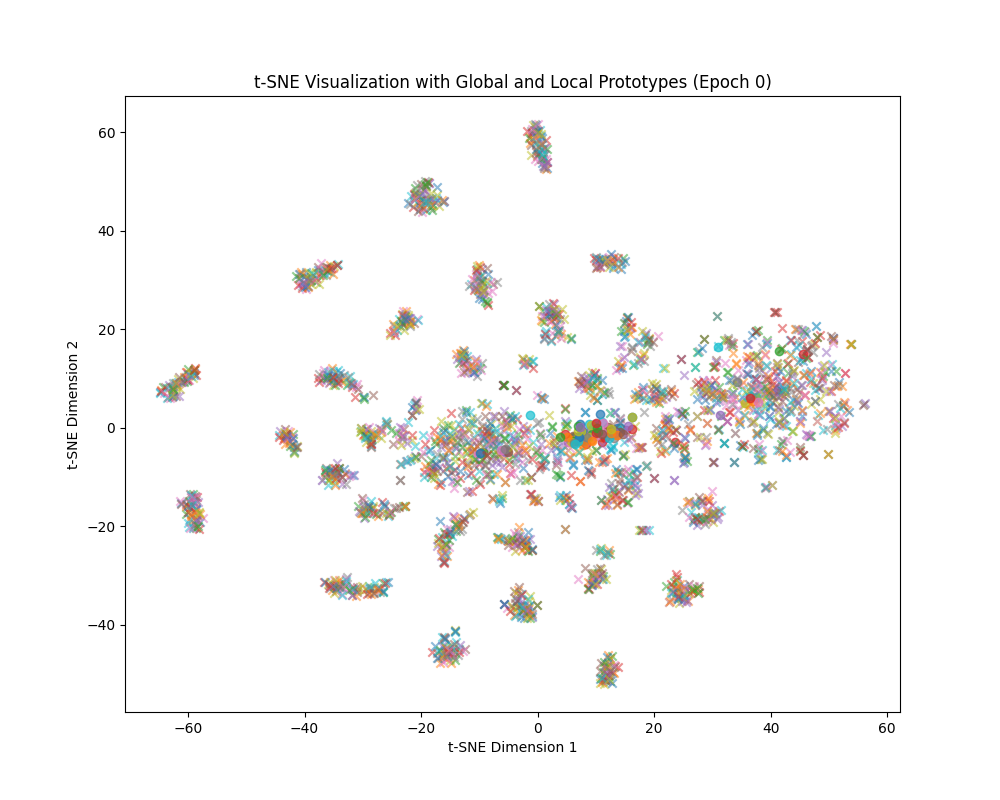 t-SNE Visualization with Global and Local Prototypes (Epoch 0)
60
40
20
0
−20
−40
t-SNE Dimension 2
−60 −40 −20 0 20 40 60
t-SNE Dimension 1